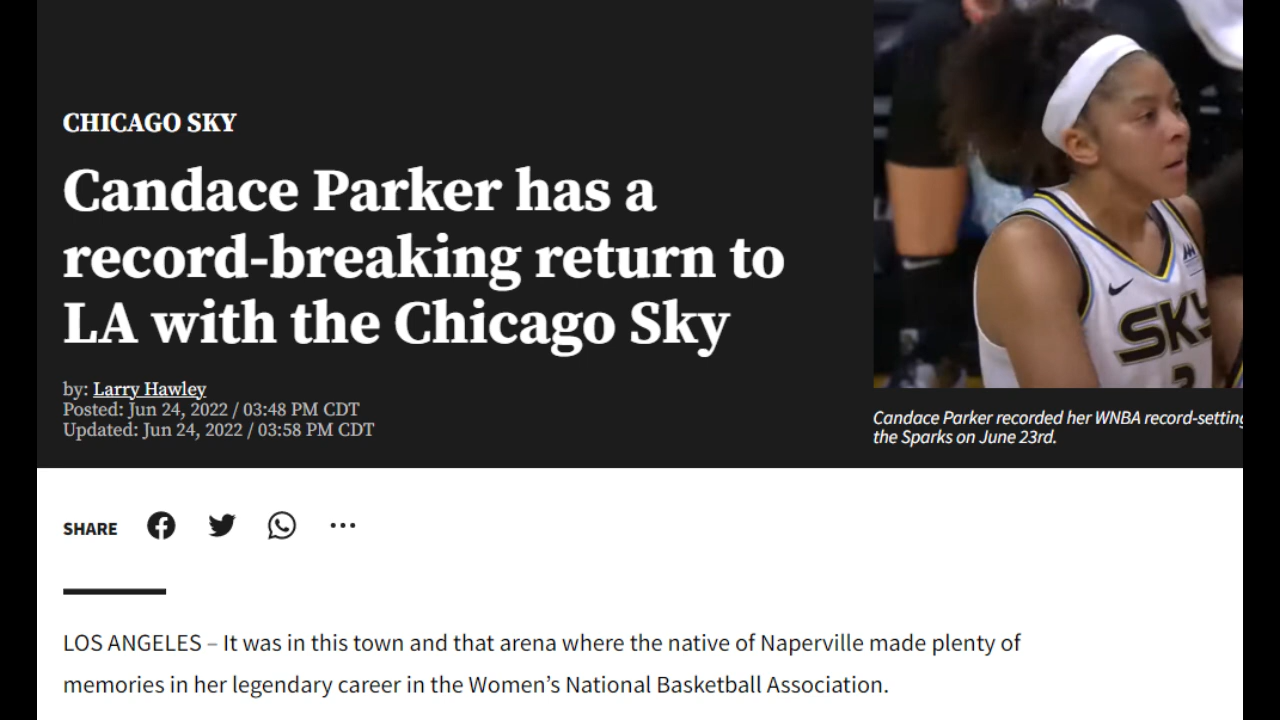 CHICAGO SKY
Candace Parker has a
record-breaking return to
LA with the Chicago Sky
by: Larry Hawley
Posted: Jun 24, 2022 / 03:48 PM CDT
Updated: Jun 24, 2022 / 03:58 PM CDT
SKY
Candace Parker recorded her WNBA record-setting
the Sparks on June 23rd.
SHARE
LOS ANGELES – It was in this town and that arena where the native of Naperville made plenty of
memories in her legendary career in the Women’s National Basketball Association.